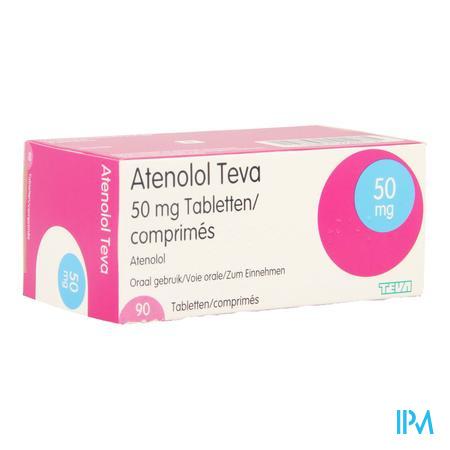 Atenolol Teva
50 mg Tabletten/
comprimés
Atenolol
Oraal gebruik/Voie orale/Zum Einnehmen
90 Tabletten/comprimés
50
mg
TEVA
Atenolol Teva
50
mg
IPM